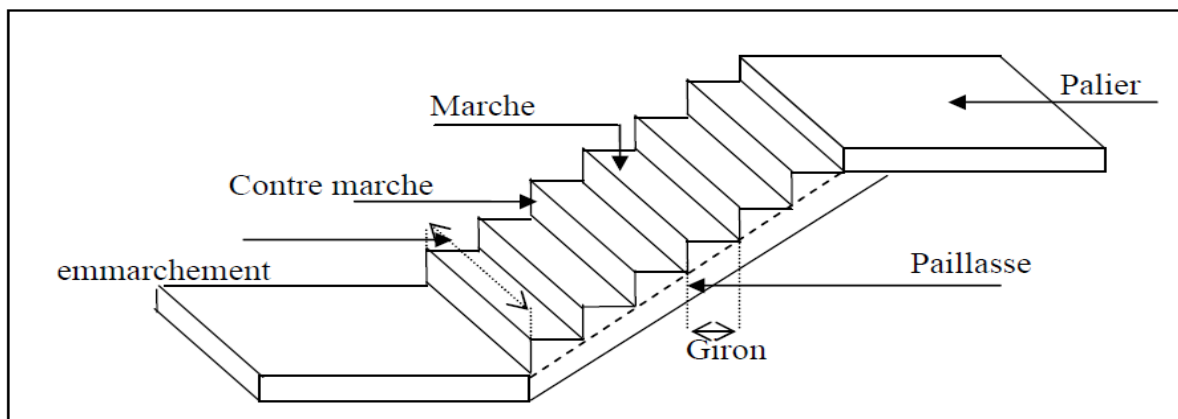 Palier
Marche
Contre marche
emmarchement
Paillasse
Giron